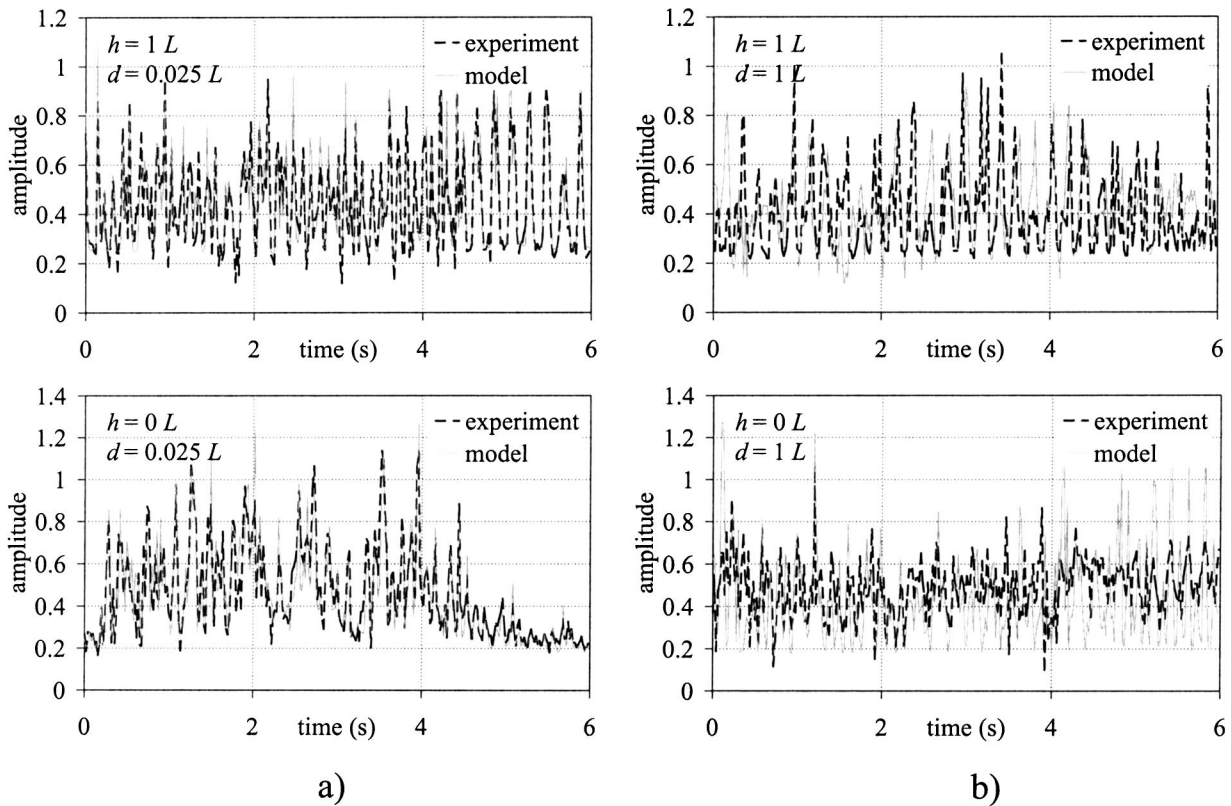 1.2
1
0.8
0.6
0.4
0.2
0
amplitude
h = 1 L
d = 0.025 L
experiment
model
0 2 4 6
time (s)
1.2
1
0.8
0.6
0.4
0.2
0
amplitude
h = 1 L
d = 1 L
experiment
model
0 2 4 6
time (s)
1.4
1.2
1
0.8
0.6
0.4
0.2
0
amplitude
h = 0 L
d = 0.025 L
experiment
model
0 2 4 6
time (s)
1.4
1.2
1
0.8
0.6
0.4
0.2
0
amplitude
h = 0 L
d = 1 L
experiment
model
0 2 4 6
time (s)
a)
b)